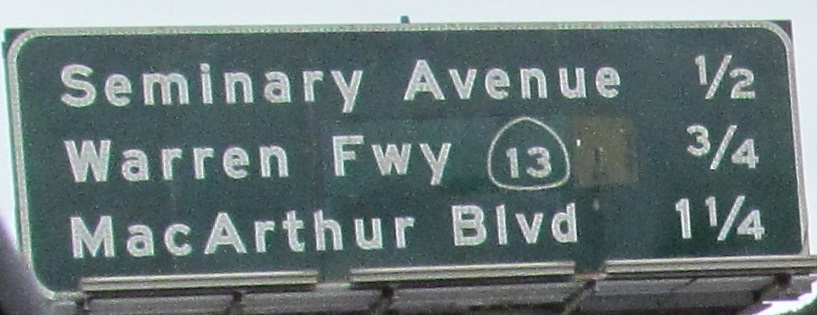 Seminary Avenue 1/2
Warren Fwy 13 3/4
MacArthur Blvd 1 1/4